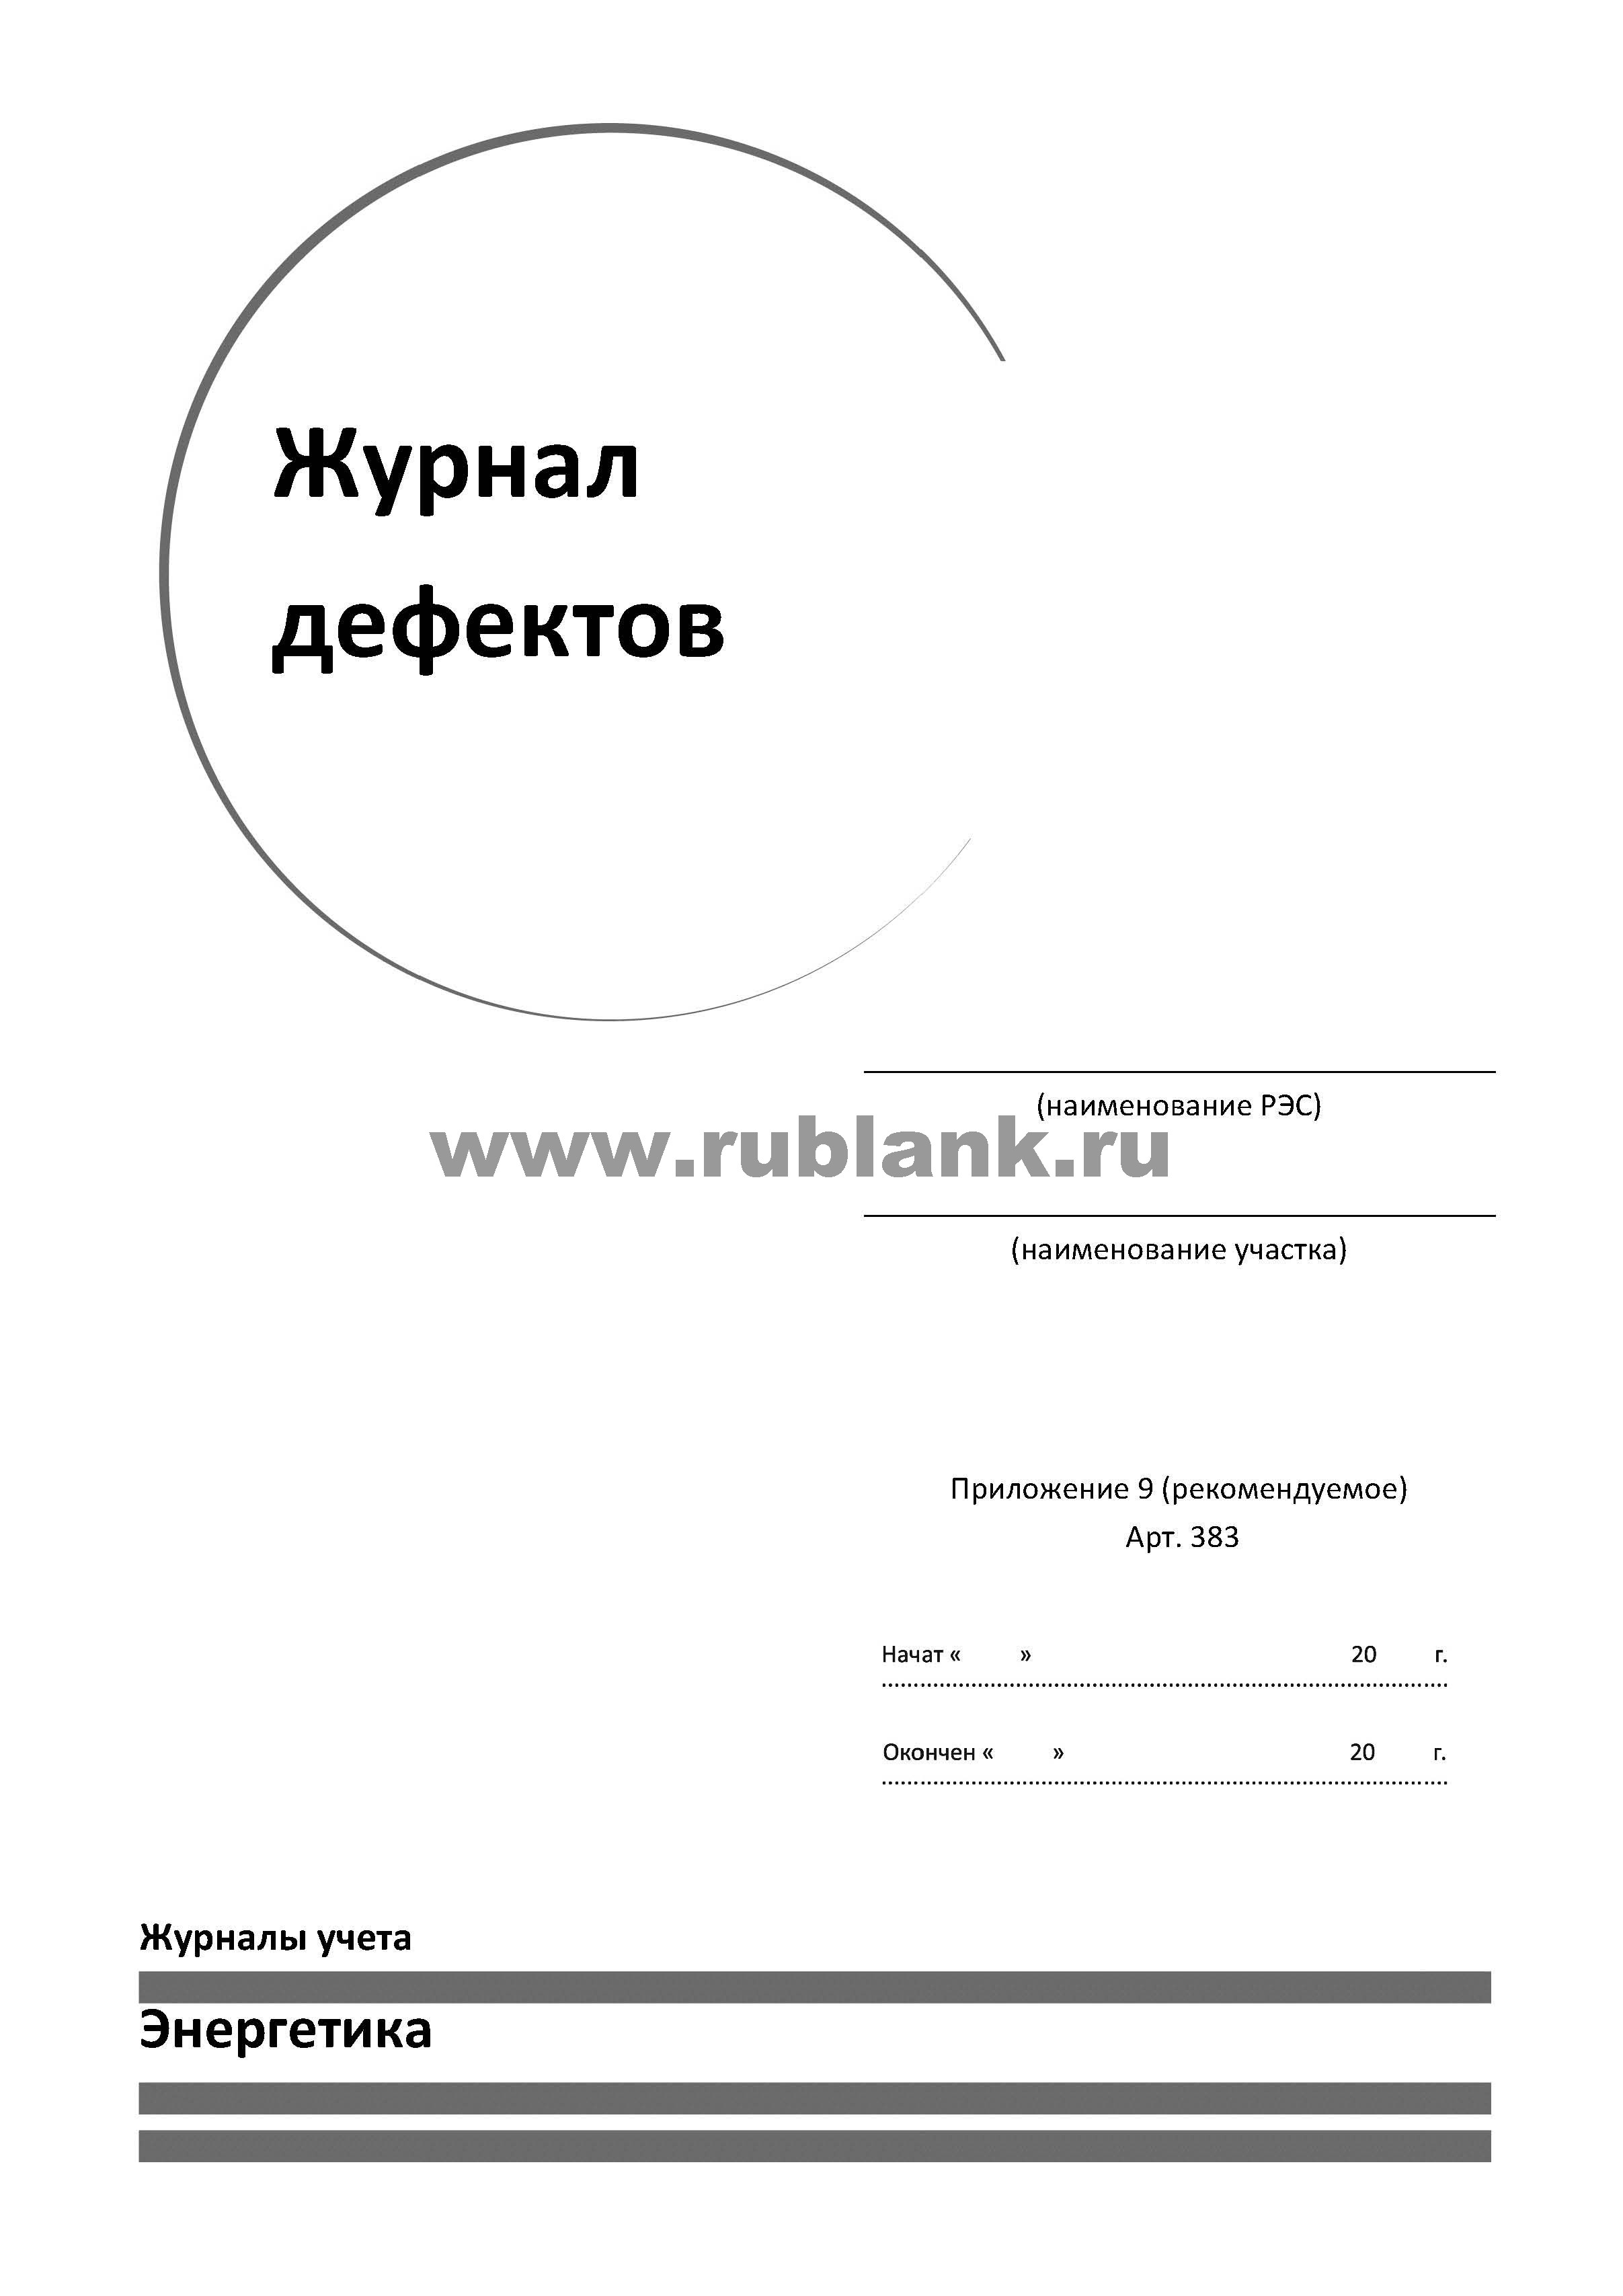 Журнал
дефектов
(наименование РЭС)
www.rublank.ru
(наименование участка)
Приложение 9 (рекомендуемое)
Арт. 383
Начат « » 20 г.
Окончен « » 20 г.
Журналы учета
Энергетика